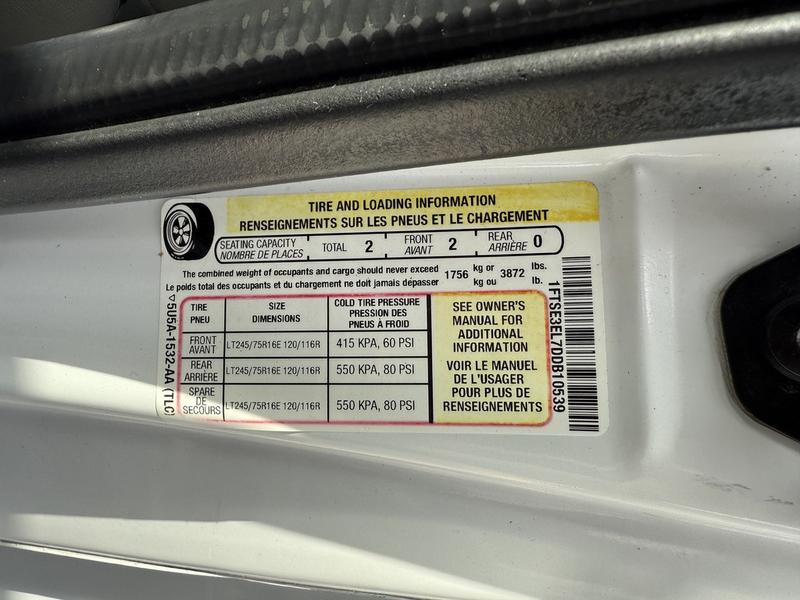 TIRE AND LOADING INFORMATION
RENSEIGNEMENTS SUR LES PNEUS ET LE CHARGEMENT
SEATING CAPACITY
NOMBRE DE PLACES
TOTAL 2
FRONT
AVANT
2
REAR
ARRIÈRE
0
The combined weight of occupants and cargo should never exceed
Le poids total des occupants et du chargement ne doit jamais dépasser
1756
kg or
kg ou
3872
lbs.
lb.
TIRE
PNEU
SIZE
DIMENSIONS
COLD TIRE PRESSURE
PRESSION DES
PNEUS À FROID
FRONT
AVANT
LT245/75R16E 120/116R
415 KPA, 60 PSI
REAR
ARRIÈRE
LT245/75R16E 120/116R
550 KPA, 80 PSI
SPARE
DE
SECOURS
LT245/75R16E 120/116R
550 KPA, 80 PSI
SEE OWNER'S
MANUAL FOR
ADDITIONAL
INFORMATION
VOIR LE MANUEL
DE L'USAGER
POUR PLUS DE
RENSEIGNEMENTS
5U5A-1532-AA (TLC)
1FTSE3EL7DDB10539